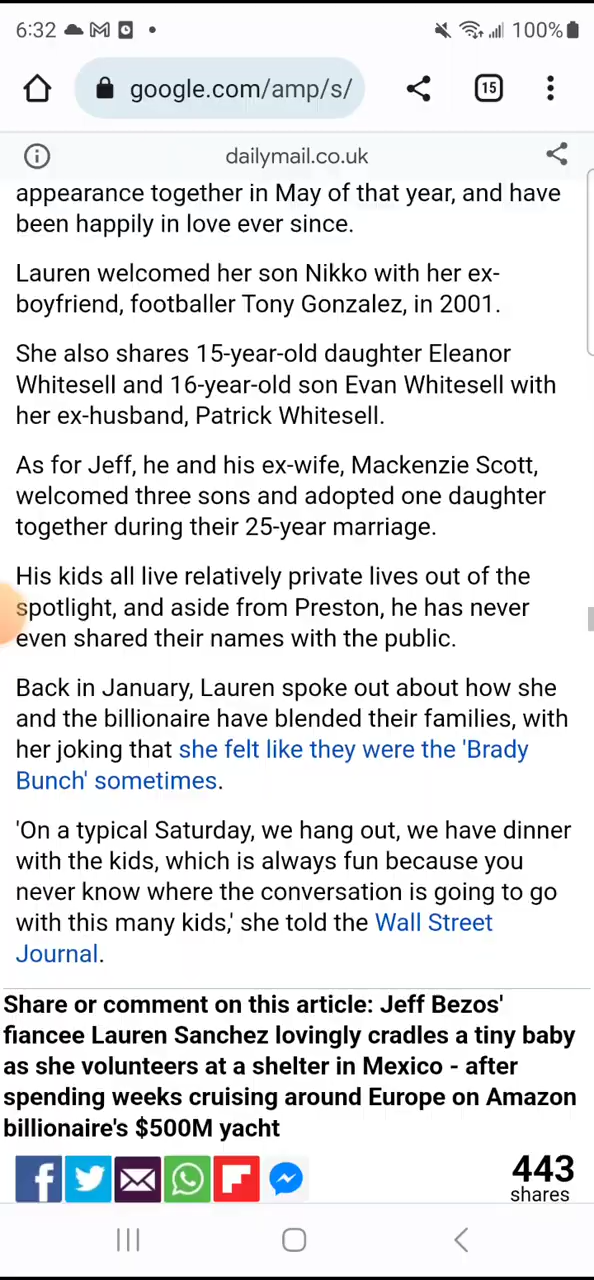 6:32
100%
google.com/amp/s/
15
dailymail.co.uk
appearance together in May of that year, and have
been happily in love ever since.
Lauren welcomed her son Nikko with her ex-
boyfriend, footballer Tony Gonzalez, in 2001.
She also shares 15-year-old daughter Eleanor
Whitesell and 16-year-old son Evan Whitesell with
her ex-husband, Patrick Whitesell.
As for Jeff, he and his ex-wife, Mackenzie Scott,
welcomed three sons and adopted one daughter
together during their 25-year marriage.
His kids all live relatively private lives out of the
spotlight, and aside from Preston, he has never
even shared their names with the public.
Back in January, Lauren spoke out about how she
and the billionaire have blended their families, with
her joking that she felt like they were the 'Brady
Bunch' sometimes.
'On a typical Saturday, we hang out, we have dinner
with the kids, which is always fun because you
never know where the conversation is going to go
with this many kids,' she told the Wall Street
Journal.
Share or comment on this article: Jeff Bezos'
fiancee Lauren Sanchez lovingly cradles a tiny baby
as she volunteers at a shelter in Mexico - after
spending weeks cruising around Europe on Amazon
billionaire's $500M yacht
443
shares